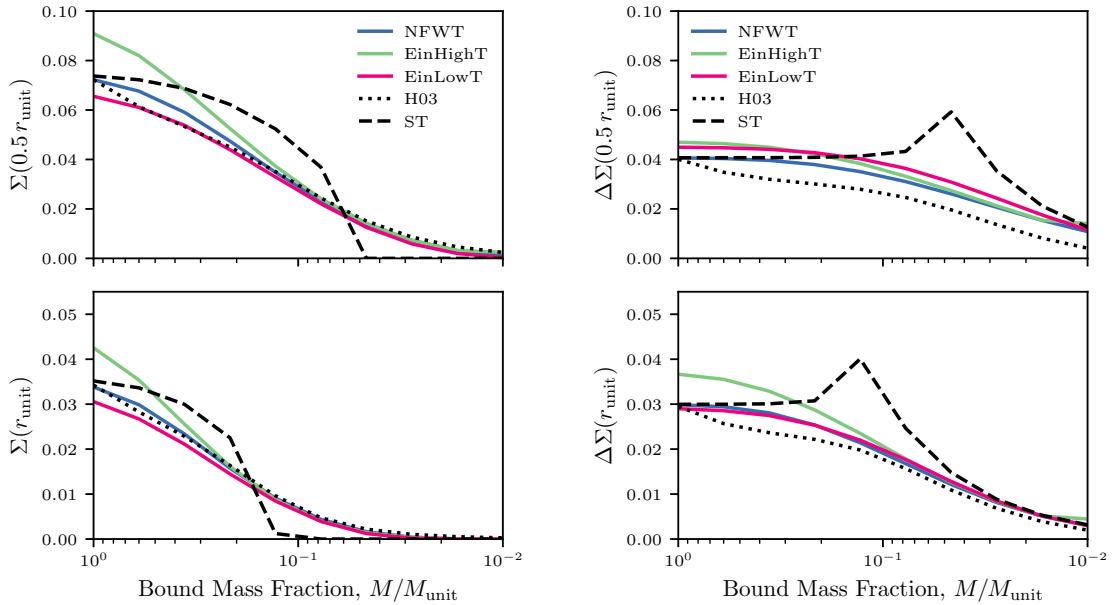 0.10
0.08
0.06
0.04
0.02
0.00
Σ(0.5 r_unit)
NFWT
EinHighT
EinLowT
H03
ST
0.10
0.08
0.06
0.04
0.02
0.00
ΔΣ(0.5 r_unit)
NFWT
EinHighT
EinLowT
H03
ST
0.05
0.04
0.03
0.02
0.01
0.00
Σ(r_unit)
10⁰
10⁻¹
10⁻²
Bound Mass Fraction, M/M_unit
0.05
0.04
0.03
0.02
0.01
0.00
ΔΣ(r_unit)
10⁰
10⁻¹
10⁻²
Bound Mass Fraction, M/M_unit